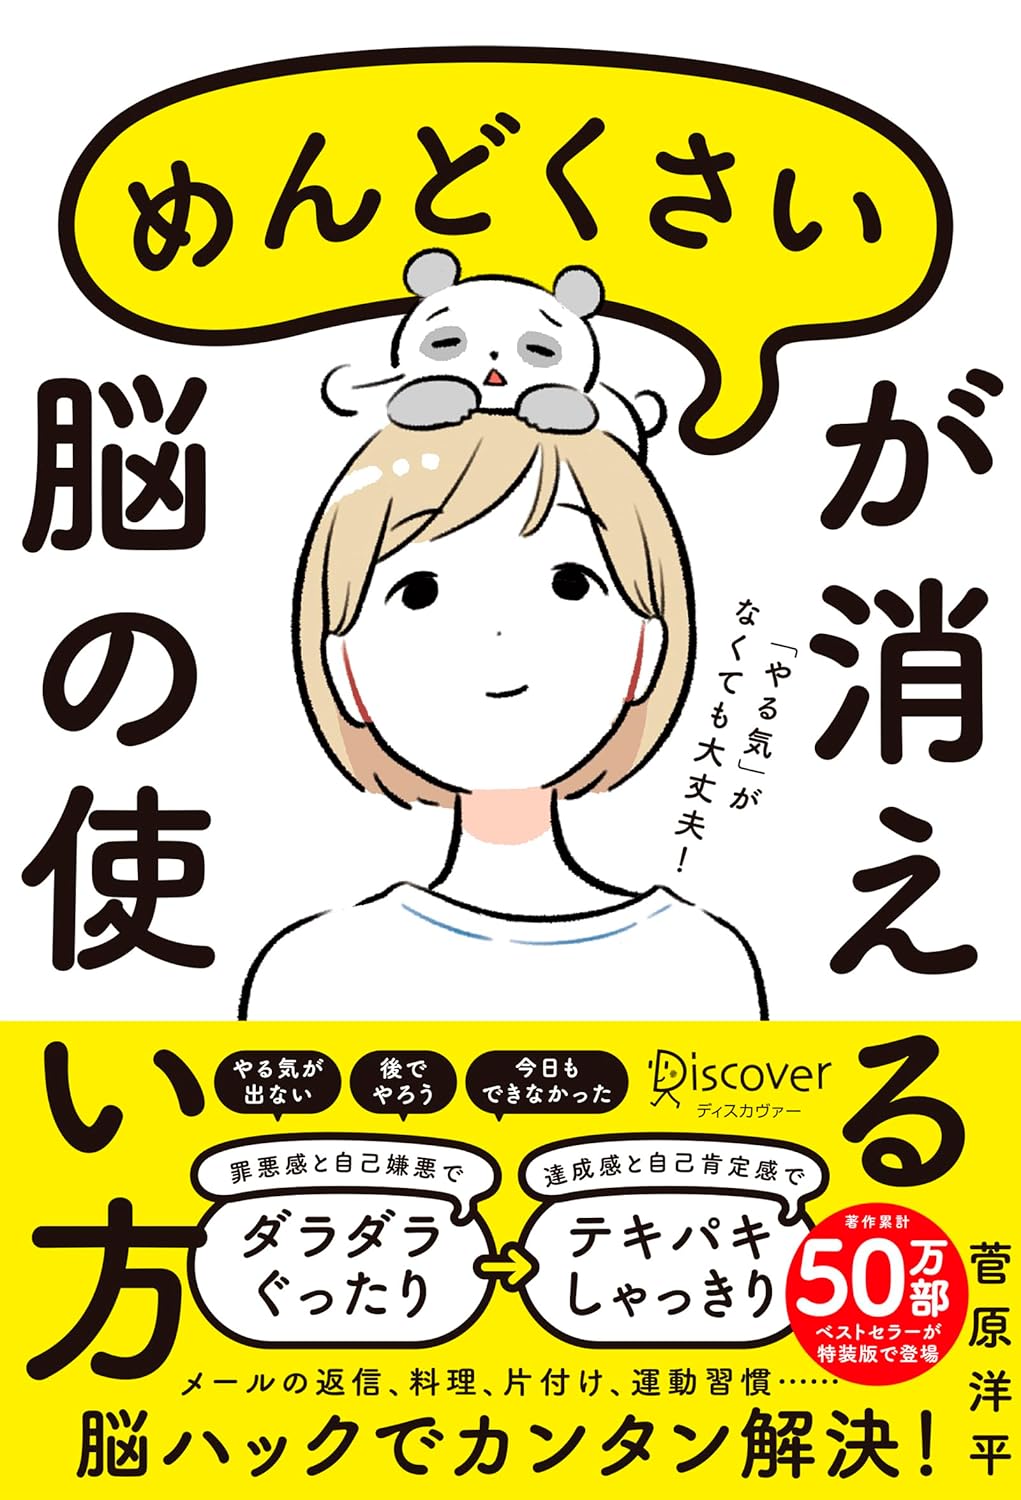 めんどくさい
が消える
脳の使い方
「やる気」が
なくても大丈夫！
やる気が
出ない
後で
やろう
今日も
できなかった
Discover
ディスカヴァー
罪悪感と自己嫌悪で
ダラダラ
ぐったり
達成感と自己肯定感で
テキパキ
しゃっきり
著作累計
50万部
ベストセラーが
特装版で登場
菅原洋平
メールの返信、料理、片付け、運動習慣……
脳ハックでカンタン解決！